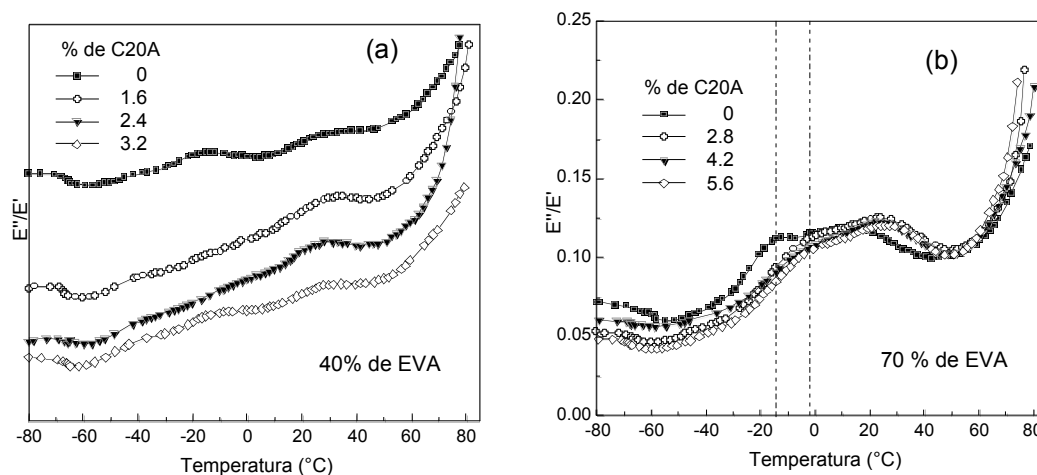 (a)
% de C20A
0
1.6
2.4
3.2
E"/E'
40% de EVA
-80 -60 -40 -20 0 20 40 60 80
Temperatura (°C)
(b)
0.25
0.20
0.15
0.10
0.05
0.00
% de C20A
0
2.8
4.2
5.6
E"/E'
70 % de EVA
-80 -60 -40 -20 0 20 40 60 80
Temperatura (°C)